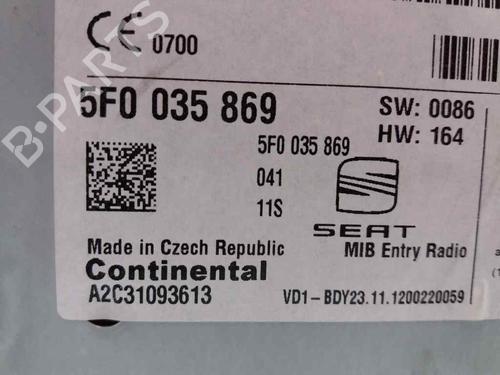 CE 0700
5F0 035 869
SW: 0086
HW: 164
5F0 035 869
041
11S
SEAT
Made in Czech Republic
MIB Entry Radio
Continental
A2C31093613
VD1-BDY23.11.1200220059
B-PARTS